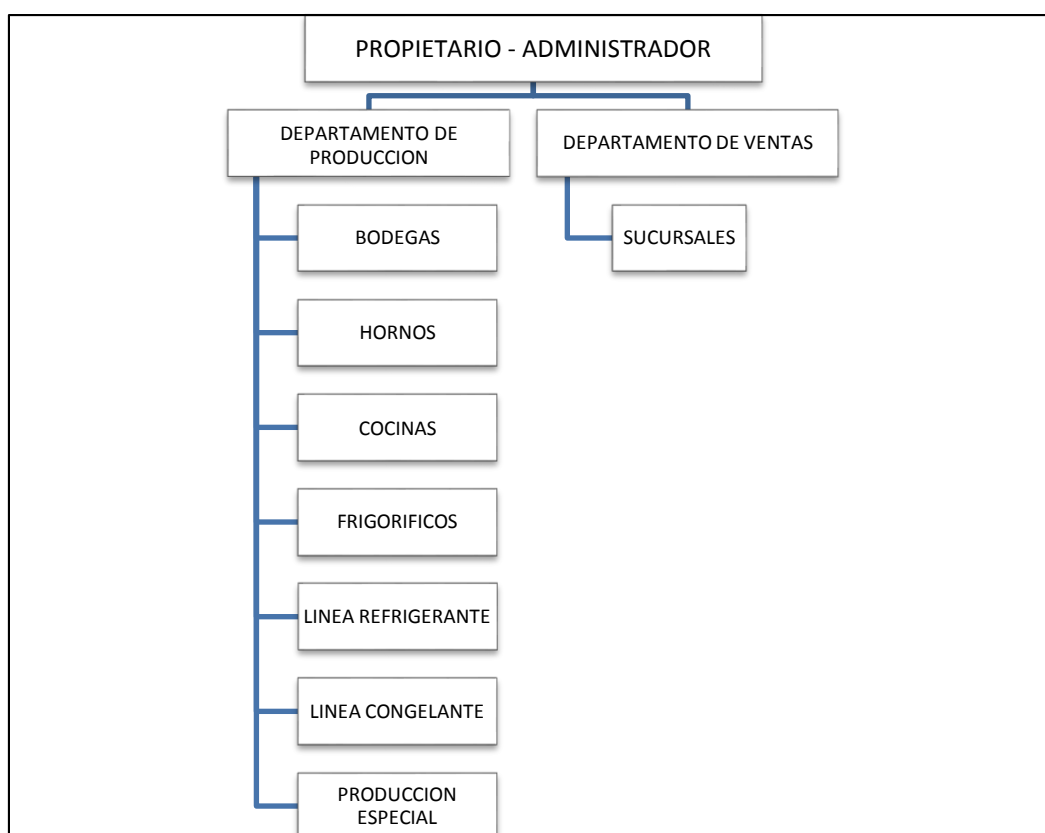 PROPIETARIO - ADMINISTRADOR
DEPARTAMENTO DE
PRODUCCION
DEPARTAMENTO DE VENTAS
BODEGAS
SUCURSALES
HORNOS
COCINAS
FRIGORIFICOS
LINEA REFRIGERANTE
LINEA CONGELANTE
PRODUCCION
ESPECIAL